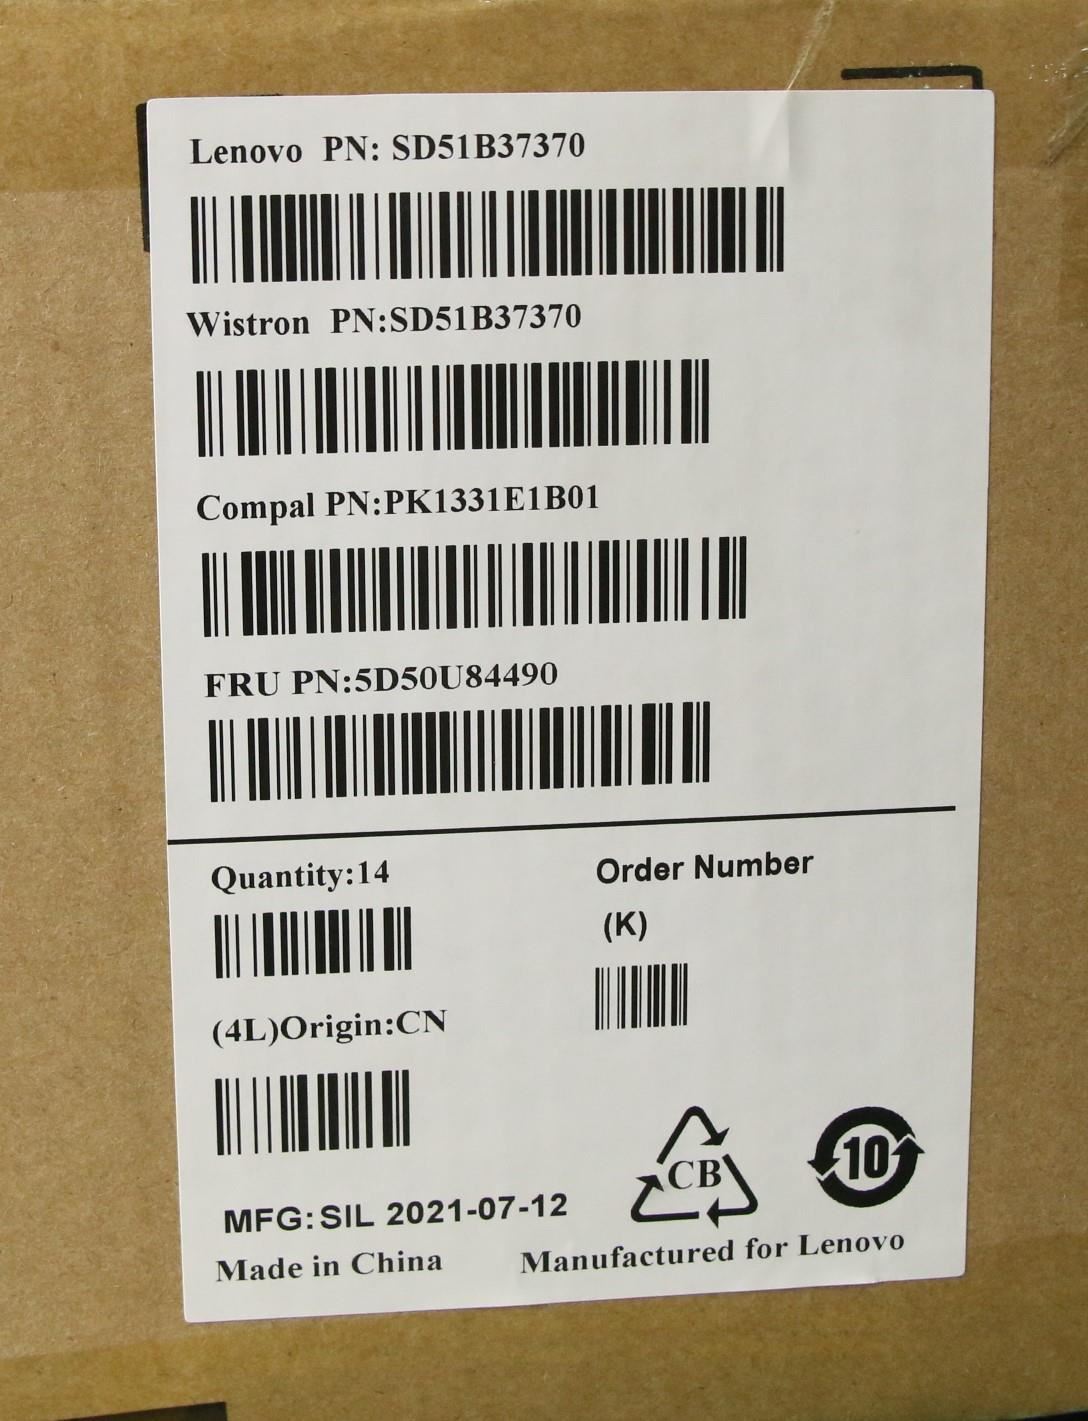 Lenovo PN: SD51B37370
Wistron PN:SD51B37370
Compal PN:PK1331E1B01
FRU PN:5D50U84490
Quantity:14
Order Number
(K)
(4L)Origin:CN
CB
10
MFG:SIL 2021-07-12
Made in China
Manufactured for Lenovo